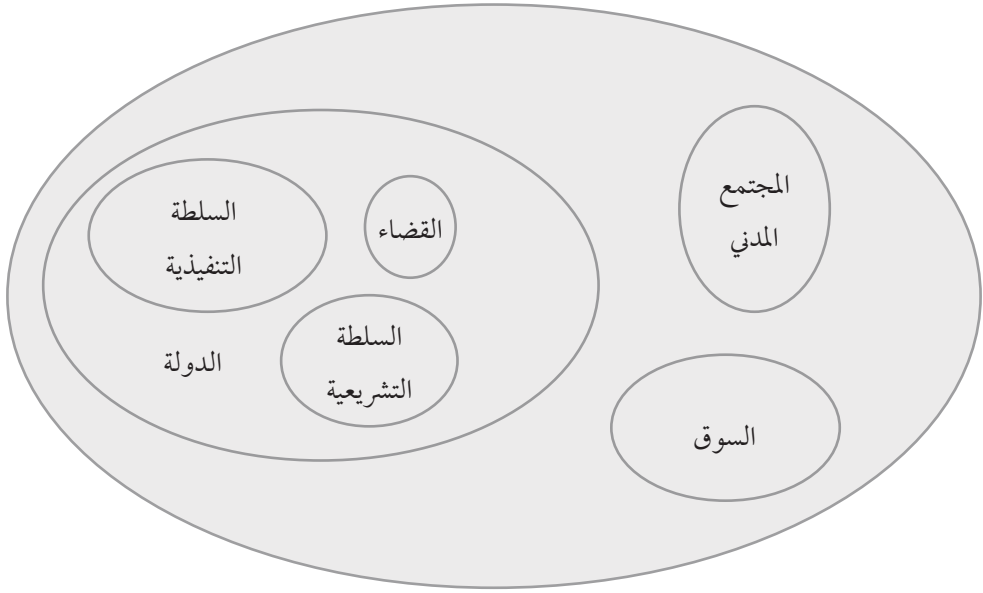 المجتمع
المدني
السلطة
التنفيذية
القضاء
السلطة
التشريعية
الدولة
السوق